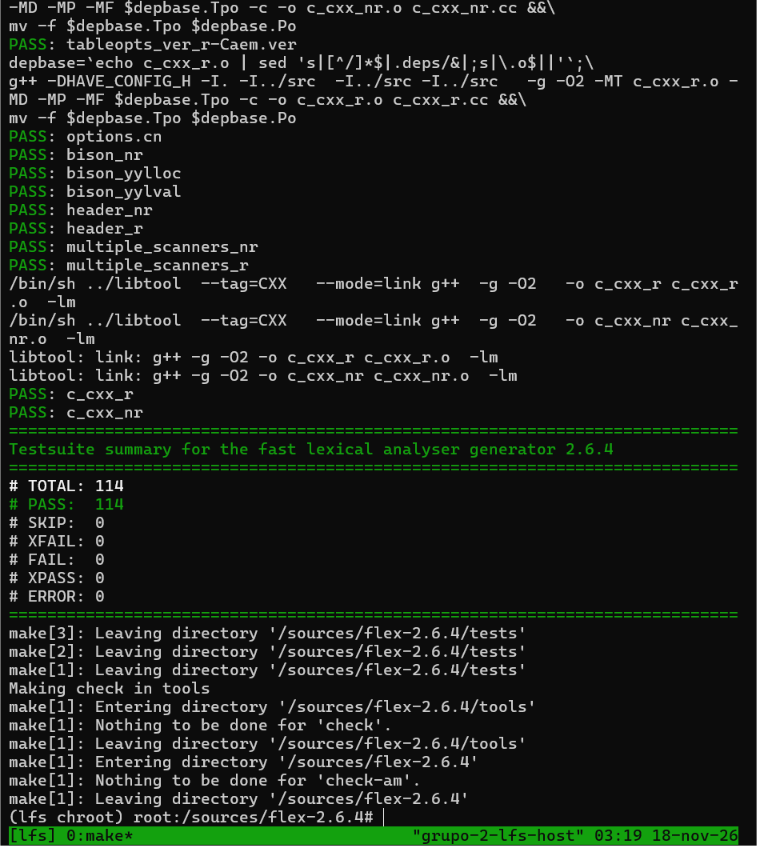 -MD -MP -MF $depbase.Tpo -c -o c_cxx_nr.o c_cxx_nr.cc &&\
mv -f $depbase.Tpo $depbase.Po
PASS: tableopts_ver_r-Caem.ver
depbase=`echo c_cxx_r.o | sed 's|[^/]*$|.deps/&|;s|\.o$||'`;\
g++ -DHAVE_CONFIG_H -I. -I../src  -I../src -I../src   -g -O2 -MT c_cxx_r.o -
MD -MP -MF $depbase.Tpo -c -o c_cxx_r.o c_cxx_r.cc &&\
mv -f $depbase.Tpo $depbase.Po
PASS: options.cn
PASS: bison_nr
PASS: bison_yylloc
PASS: bison_yylval
PASS: header_nr
PASS: header_r
PASS: multiple_scanners_nr
PASS: multiple_scanners_r
/bin/sh ../libtool  --tag=CXX   --mode=link g++  -g -O2   -o c_cxx_r c_cxx_r
.o  -lm
/bin/sh ../libtool  --tag=CXX   --mode=link g++  -g -O2   -o c_cxx_nr c_cxx_
nr.o  -lm
libtool: link: g++ -g -O2 -o c_cxx_r c_cxx_r.o  -lm
libtool: link: g++ -g -O2 -o c_cxx_nr c_cxx_nr.o  -lm
PASS: c_cxx_r
PASS: c_cxx_nr
============================================================================
Testsuite summary for the fast lexical analyser generator 2.6.4
============================================================================
# TOTAL: 114
# PASS:  114
# SKIP:  0
# XFAIL: 0
# FAIL:  0
# XPASS: 0
# ERROR: 0
============================================================================
make[3]: Leaving directory '/sources/flex-2.6.4/tests'
make[2]: Leaving directory '/sources/flex-2.6.4/tests'
make[1]: Leaving directory '/sources/flex-2.6.4/tests'
Making check in tools
make[1]: Entering directory '/sources/flex-2.6.4/tools'
make[1]: Nothing to be done for 'check'.
make[1]: Leaving directory '/sources/flex-2.6.4/tools'
make[1]: Entering directory '/sources/flex-2.6.4'
make[1]: Nothing to be done for 'check-am'.
make[1]: Leaving directory '/sources/flex-2.6.4'
(lfs chroot) root:/sources/flex-2.6.4#
[lfs] 0:make* "grupo-2-lfs-host" 03:19 18-nov-26